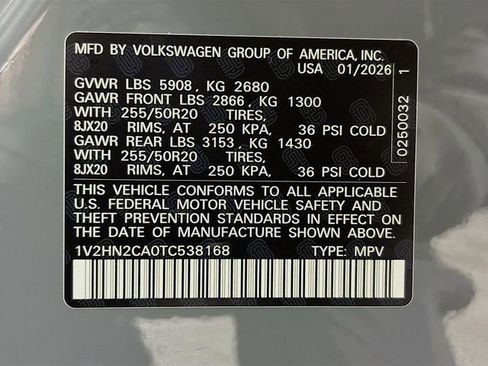 MFD BY VOLKSWAGEN GROUP OF AMERICA, INC.
USA 01/2026
GVWR LBS 5908, KG 2680
GAWR FRONT LBS 2866, KG 1300
WITH 255/50R20 TIRES,
8JX20 RIMS, AT 250 KPA, 36 PSI COLD
GAWR REAR LBS 3153, KG 1430
WITH 255/50R20 TIRES,
8JX20 RIMS, AT 250 KPA, 36 PSI COLD
THIS VEHICLE CONFORMS TO ALL APPLICABLE
U.S. FEDERAL MOTOR VEHICLE SAFETY AND
THEFT PREVENTION STANDARDS IN EFFECT ON
THE DATE OF MANUFACTURE SHOWN ABOVE.
1V2HN2CA0TC538168 TYPE: MPV
0250032 1